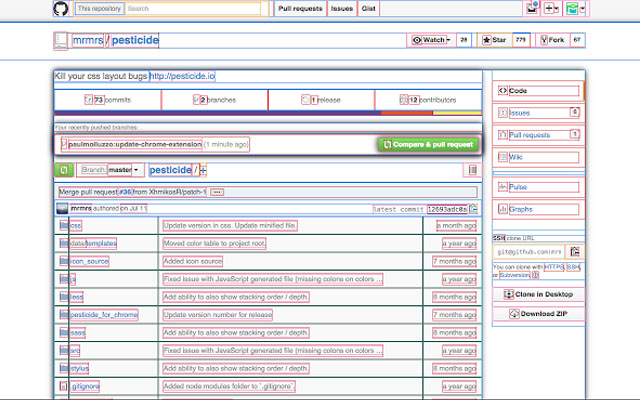 This repository Search Pull requests Issues Gist
mrmrs / pesticide Watch 28 Star 779 Fork 67
Kill your css layout bugs http://pesticide.io
73 commits 2 branches 1 release 12 contributors
Your recently pushed branches:
paulmolluzzo:update-chrome-extension (1 minute ago) Compare & pull request
Branch: master pesticide / +
Merge pull request #36 from XhmikosR/patch-1 ...
mrmrs authored on Jul 11 latest commit 12693adc0a
css Update version in css. Update minified file. a month ago
data/templates Moved color table to project root. a year ago
icon_source Added icon source 7 months ago
js Fixed issue with JavaScript generated file (missing colons on colors ... a year ago
less Add ability to also show stacking order / depth. 8 months ago
pesticide_for_chrome Update version number for release 7 months ago
sass Add ability to also show stacking order / depth. 8 months ago
src Fixed issue with JavaScript generated file (missing colons on colors ... a year ago
stylus Add ability to also show stacking order / depth. 8 months ago
.gitignore Added node modules folder to `.gitignore`. a year ago
Code
Issues 6
Pull requests 1
Wiki
Pulse
Graphs
SSH clone URL
git@github.com:mrm
You can clone with HTTPS, SSH,
or Subversion.
Clone in Desktop
Download ZIP